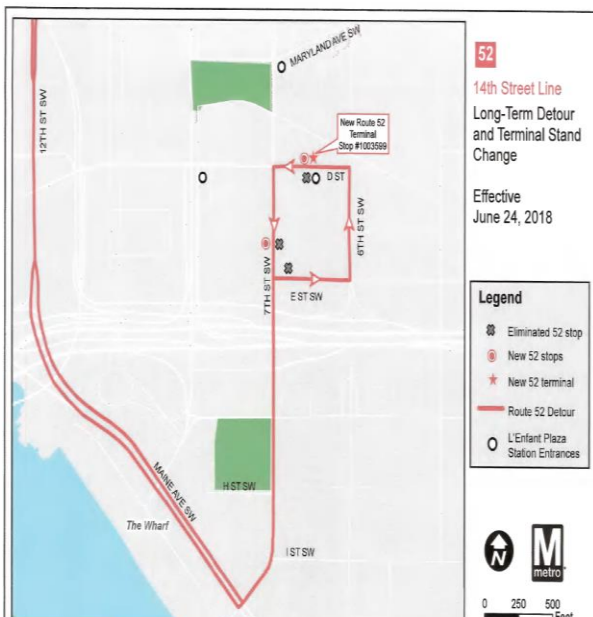 MARYLAND AVE SW
12TH ST SW
New Route 52
Terminal
Stop #1003599
D ST
6TH ST SW
7TH ST SW
E ST SW
MAINE AVE SW
H ST SW
The Wharf
I ST SW
52
14th Street Line
Long-Term Detour
and Terminal Stand
Change
Effective
June 24, 2018
Legend
Eliminated 52 stop
New 52 stops
New 52 terminal
Route 52 Detour
L'Enfant Plaza
Station Entrances
N
M
metro
0 250 500
Feet